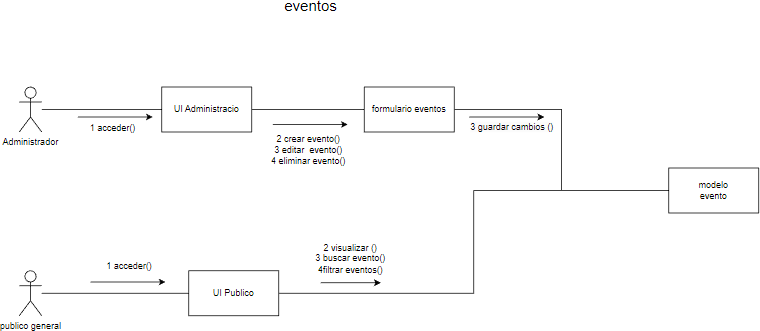 eventos
UI Administracio
formulario eventos
Administrador
1 acceder()
2 crear evento()
3 editar evento()
4 eliminar evento()
3 guardar cambios ()
modelo
evento
1 acceder()
2 visualizar ()
3 buscar evento()
4filtrar eventos()
UI Publico
publico general